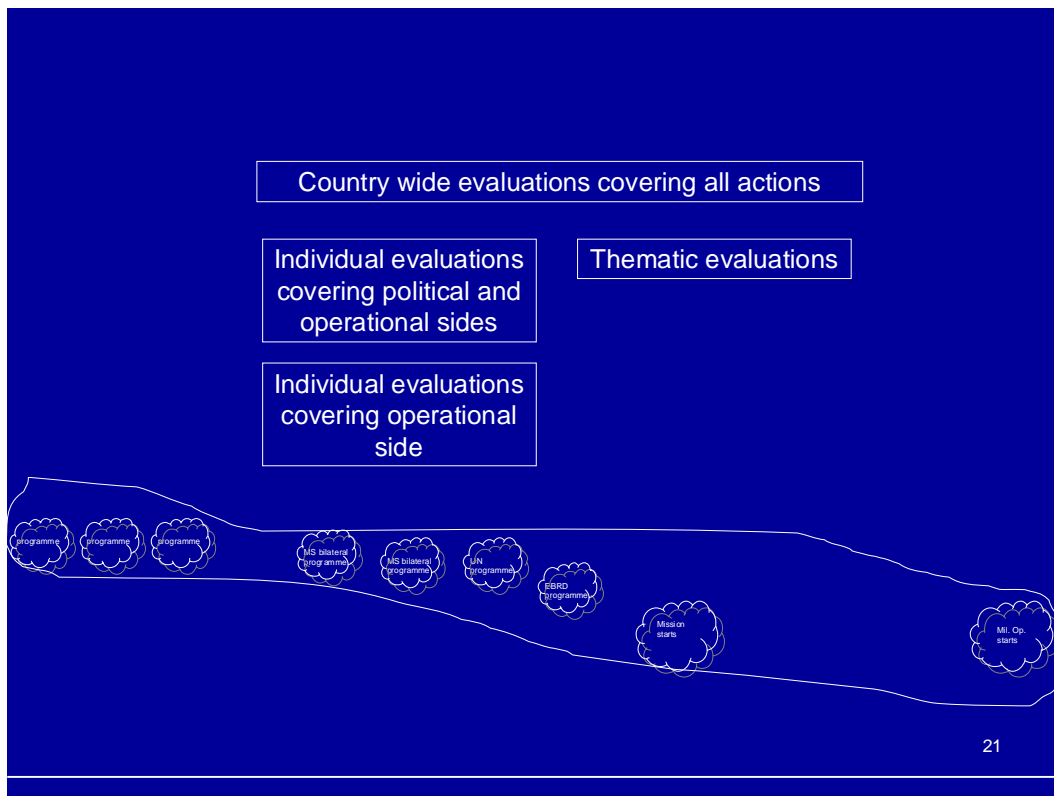 Country wide evaluations covering all actions
Individual evaluations
covering political and
operational sides
Thematic evaluations
Individual evaluations
covering operational
side
programme
programme
programme
MS bilateral
programme
MS bilateral
programme
UN
programme
EBRD
programme
Mission
starts
Mil. Op.
starts
21